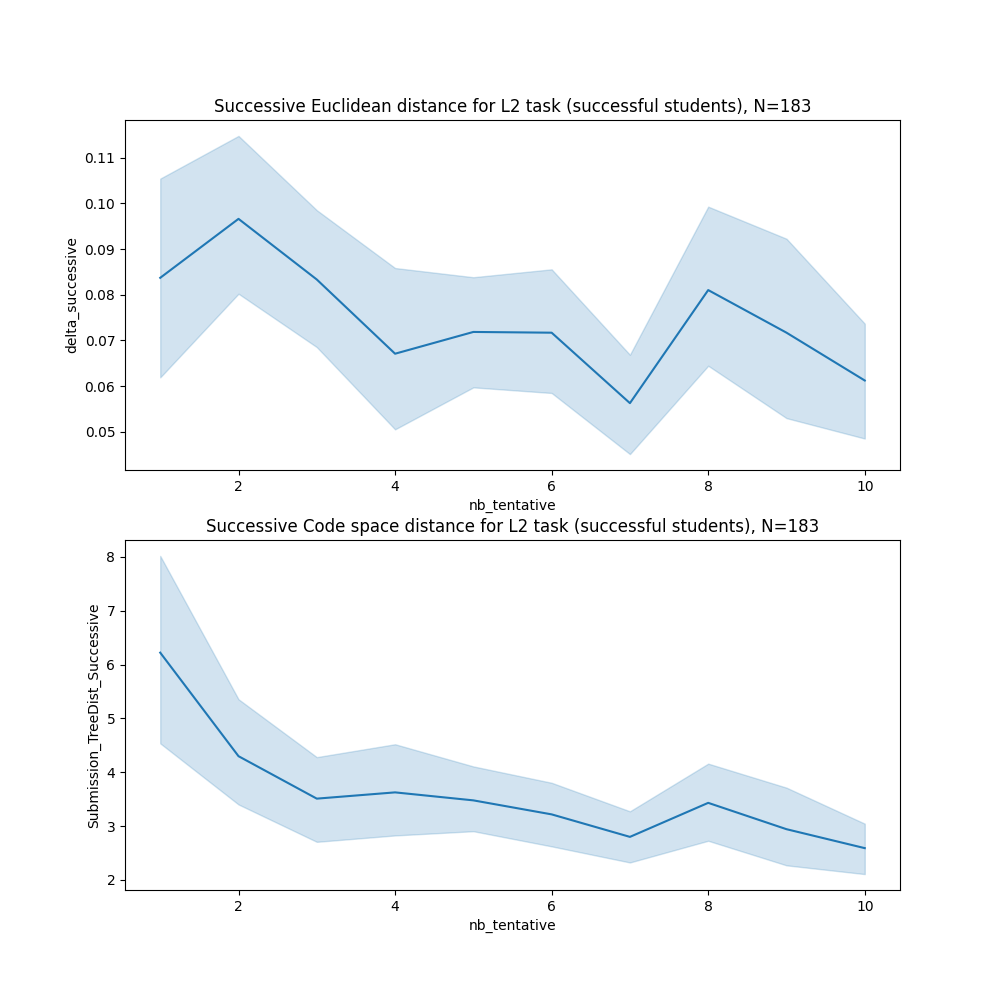 Successive Euclidean distance for L2 task (successful students), N=183
delta_successive
0.11
0.10
0.09
0.08
0.07
0.06
0.05
2 4 6 8 10
nb_tentative
Successive Code space distance for L2 task (successful students), N=183
Submission_TreeDist_Successive
8
7
6
5
4
3
2
2 4 6 8 10
nb_tentative